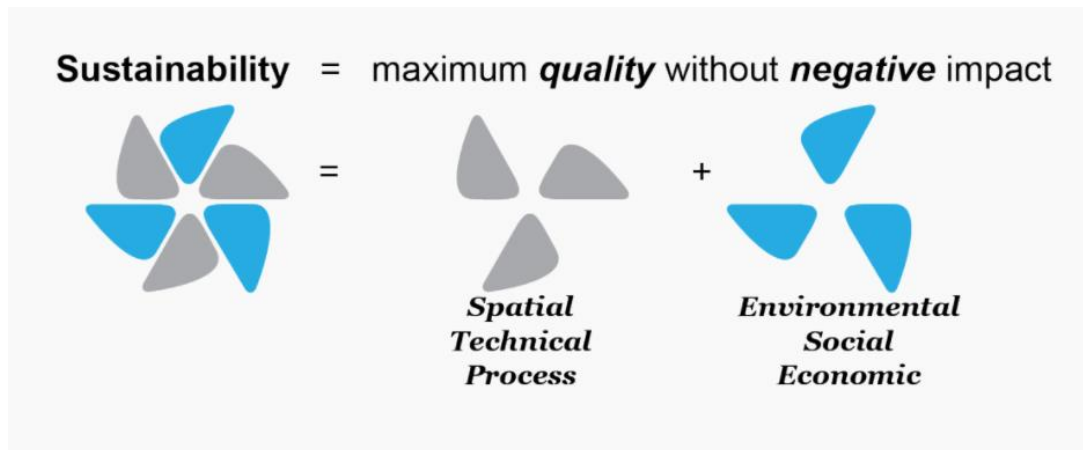 Sustainability = maximum quality without negative impact
= +
Spatial
Technical
Process
Environmental
Social
Economic